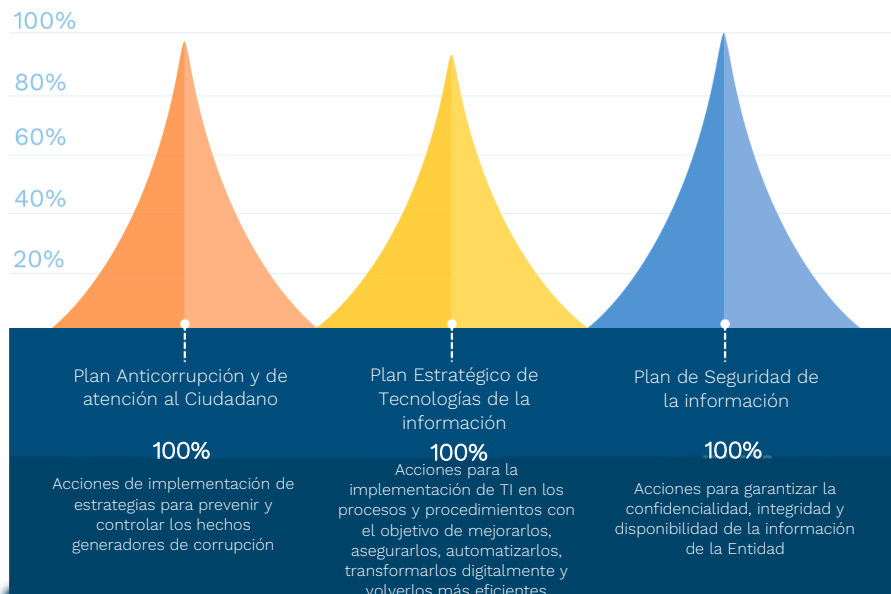 100%
80%
60%
40%
20%
Plan Anticorrupción y de
atención al Ciudadano
100%
Acciones de implementación de
estrategias para prevenir y
controlar los hechos
generadores de corrupción
Plan Estratégico de
Tecnologías de la
información
100%
Acciones para la
implementación de TI en los
procesos y procedimientos con
el objetivo de mejorarlos,
asegurarlos, automatizarlos,
transformarlos digitalmente y
volverlos más eficientes
Plan de Seguridad de
la información
100%
Acciones para garantizar la
confidencialidad, integridad y
disponibilidad de la información
de la Entidad